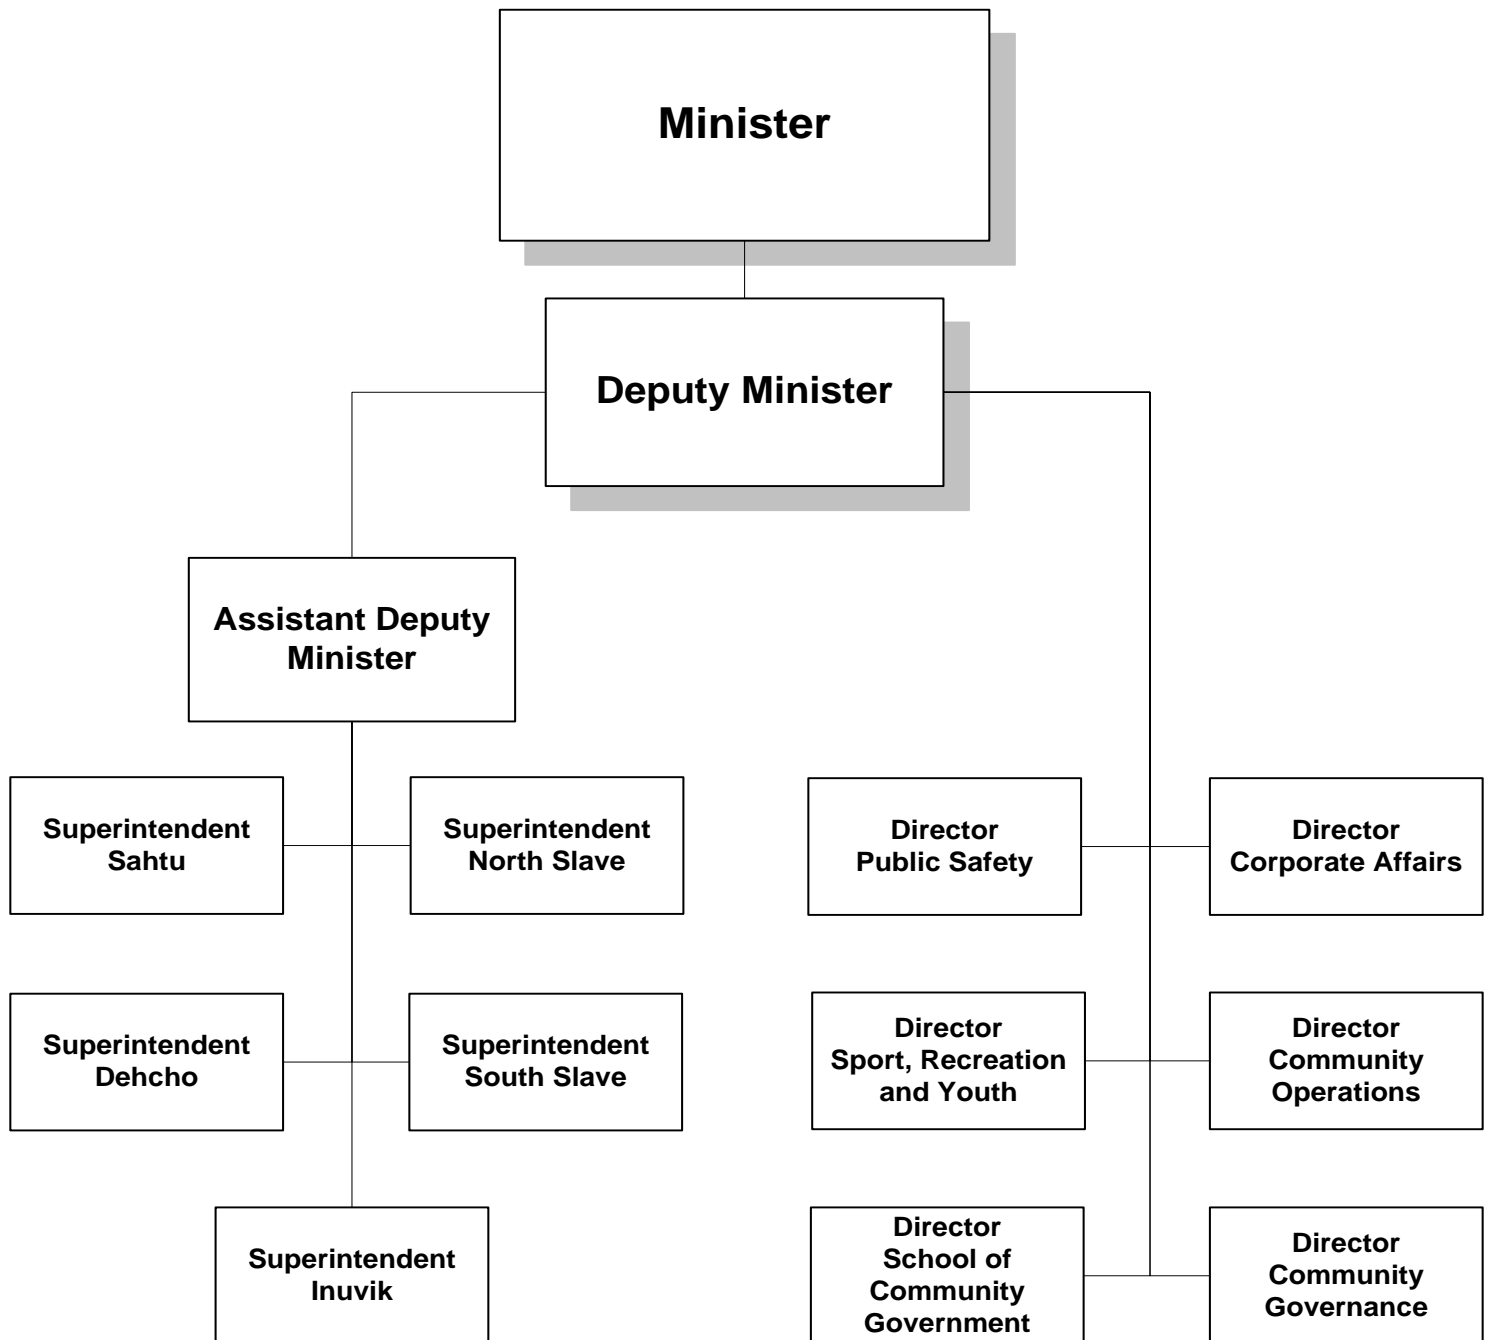 Minister
Deputy Minister
Assistant Deputy
Minister
Superintendent
Sahtu
Superintendent
North Slave
Director
Public Safety
Director
Corporate Affairs
Superintendent
Dehcho
Superintendent
South Slave
Director
Sport, Recreation
and Youth
Director
Community
Operations
Superintendent
Inuvik
Director
School of
Community
Government
Director
Community
Governance